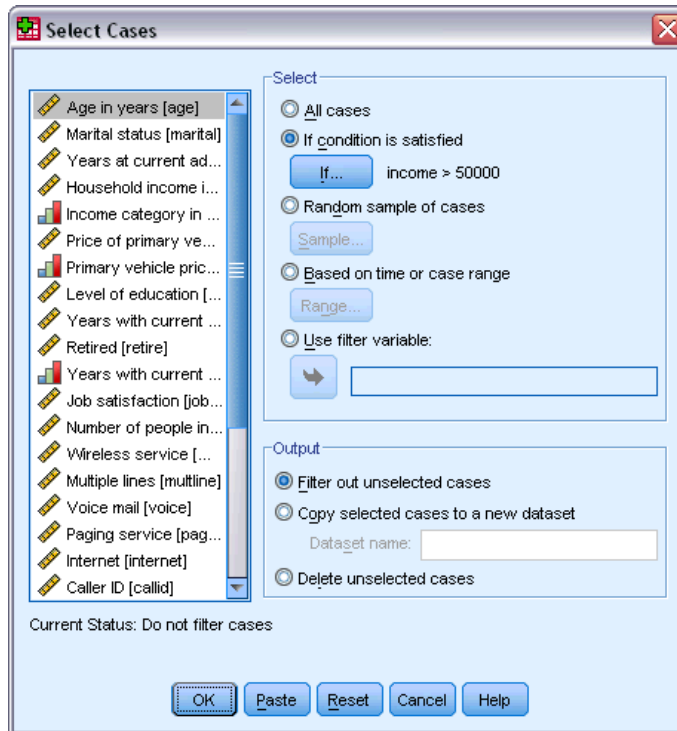 Select Cases
Age in years [age]
Marital status [marital]
Years at current ad...
Household income i...
Income category in ...
Price of primary ve...
Primary vehicle pric...
Level of education [...
Years with current ...
Retired [retire]
Years with current ...
Job satisfaction [job...
Number of people in...
Wireless service [...
Multiple lines [multline]
Voice mail [voice]
Paging service [pag...
Internet [internet]
Caller ID [callid]
Current Status: Do not filter cases
Select
All cases
If condition is satisfied
If... income > 50000
Random sample of cases
Sample...
Based on time or case range
Range...
Use filter variable:
Output
Filter out unselected cases
Copy selected cases to a new dataset
Dataset name:
Delete unselected cases
OK Paste Reset Cancel Help